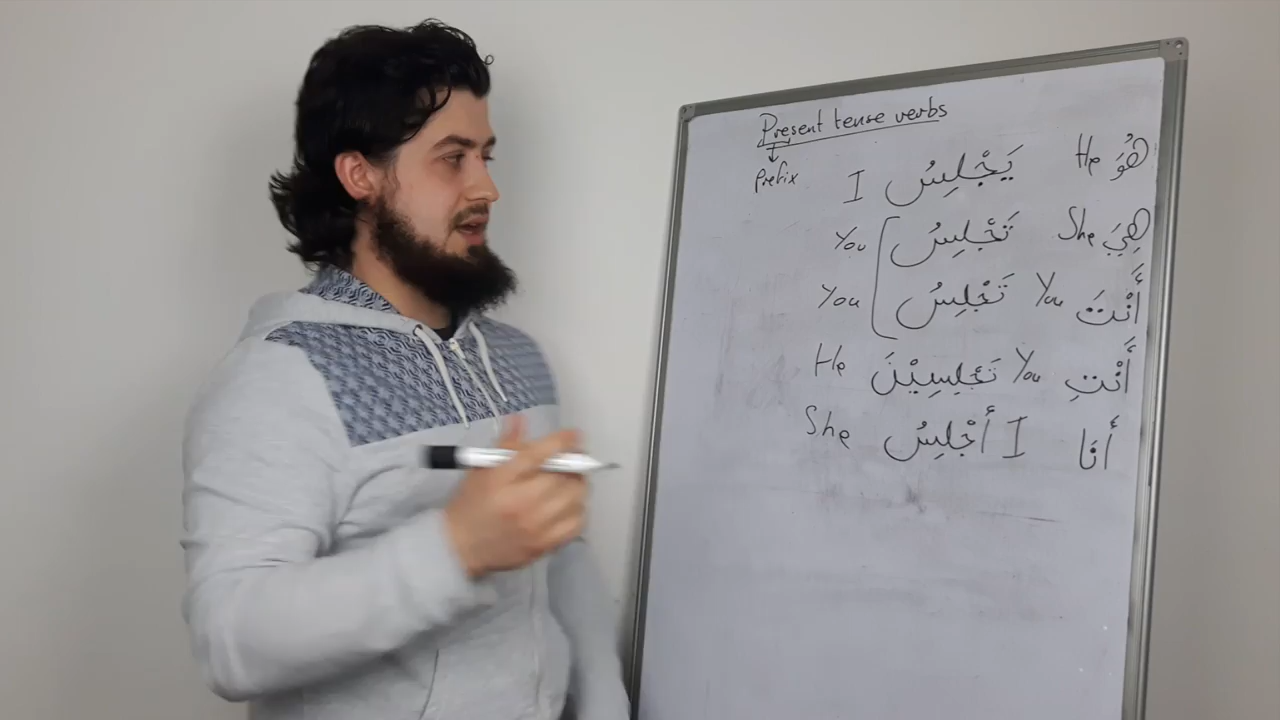 Present tense verbs
↓
Prefix
هُوَ He يَجْلِسُ I
هِيَ She تَجْلِسُ You
أَنْتَ You تَجْلِسُ You
أَنْتِ You تَجْلِسِيْنَ He
أَنَا I أَجْلِسُ She